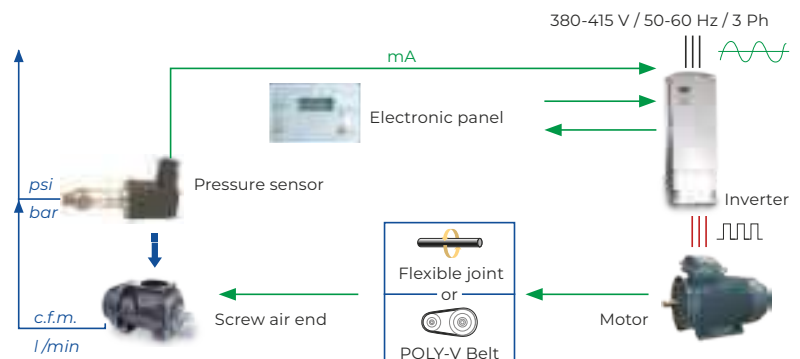 380-415 V / 50-60 Hz / 3 Ph
mA
Electronic panel
psi
bar
Pressure sensor
Inverter
Flexible joint
or
POLY-V Belt
c.f.m.
l /min
Screw air end
Motor